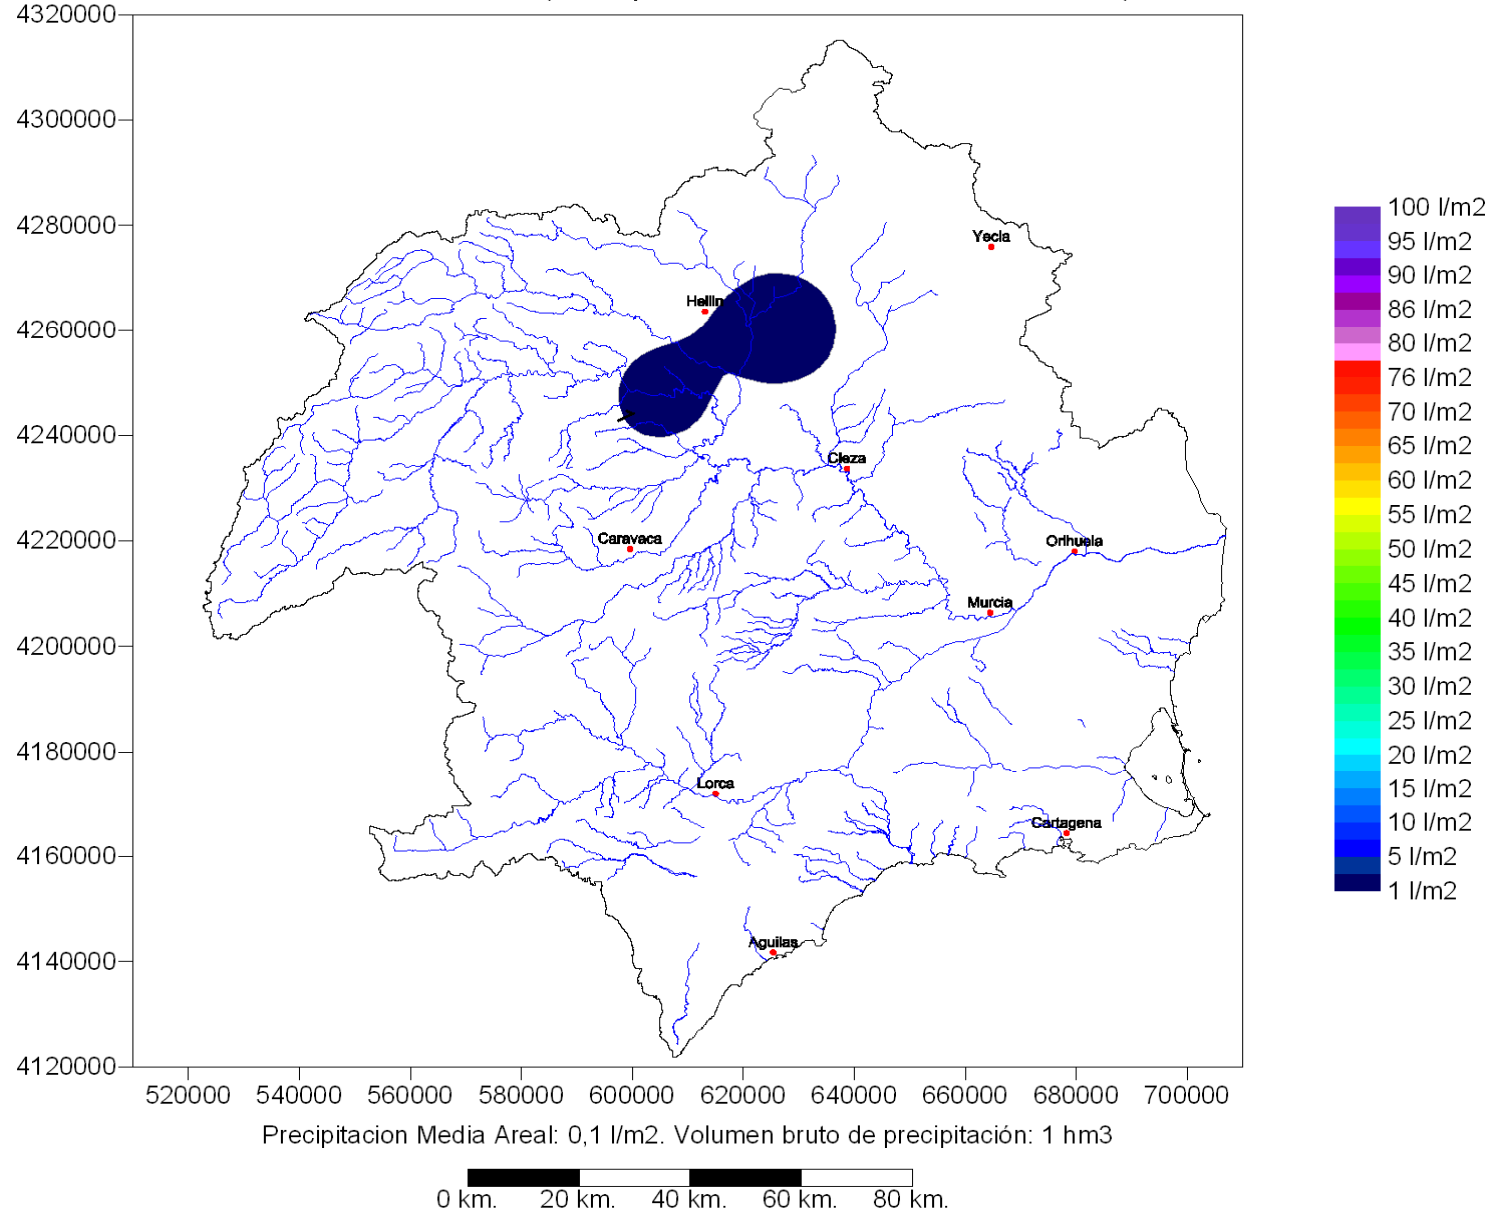 4320000
4300000
4280000
4260000
4240000
4220000
4200000
4180000
4160000
4140000
4120000
520000 540000 560000 580000 600000 620000 640000 660000 680000 700000
Yecla
Hellin
Cieza
Caravaca
Orihuela
Murcia
Lorca
Cartagena
Aguilas
100 l/m2
95 l/m2
90 l/m2
86 l/m2
80 l/m2
76 l/m2
70 l/m2
65 l/m2
60 l/m2
55 l/m2
50 l/m2
45 l/m2
40 l/m2
35 l/m2
30 l/m2
25 l/m2
20 l/m2
15 l/m2
10 l/m2
5 l/m2
1 l/m2
Precipitacion Media Areal: 0,1 l/m2. Volumen bruto de precipitación: 1 hm3
0 km. 20 km. 40 km. 60 km. 80 km.